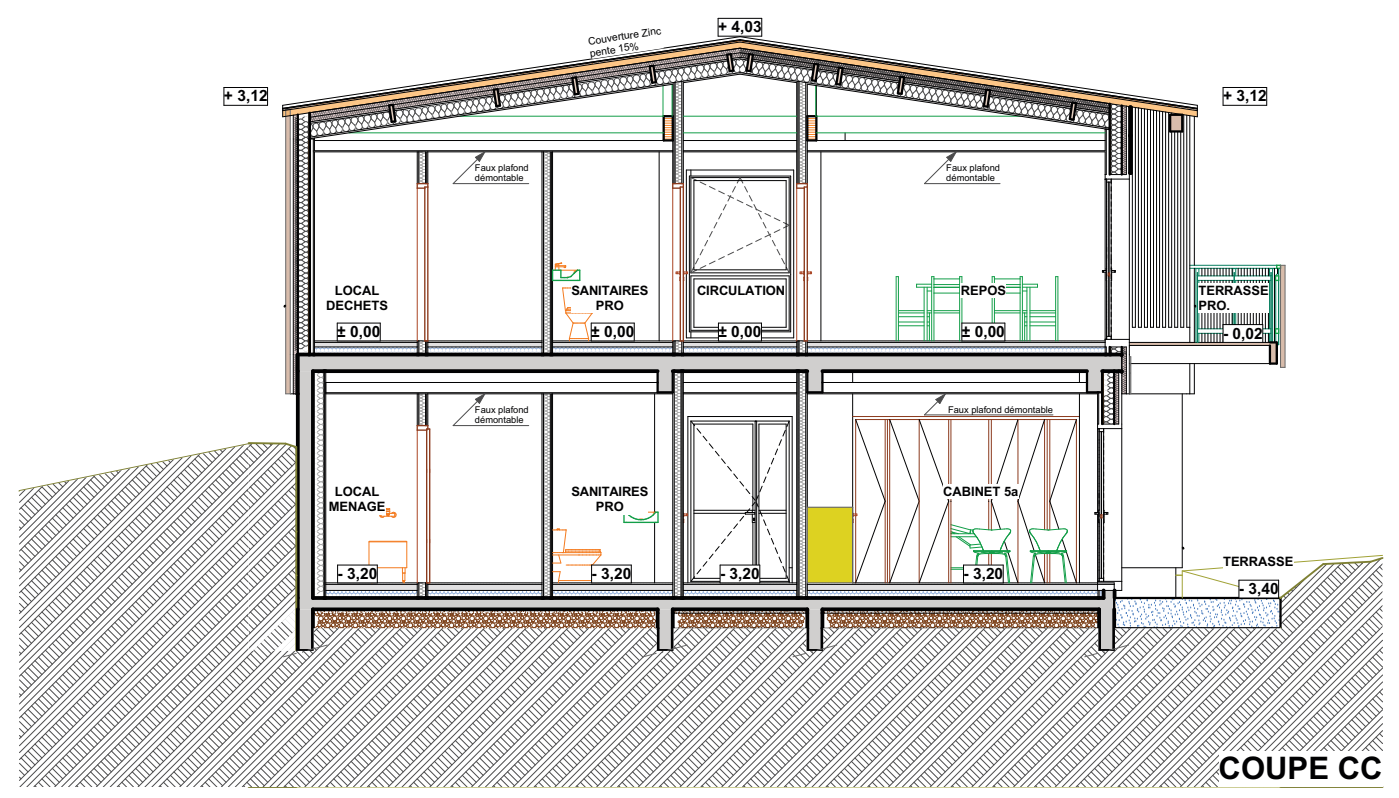 + 4,03
Couverture Zinc
pente 15%
+ 3,12
+ 3,12
Faux plafond
démontable
Faux plafond
démontable
LOCAL
DECHETS
± 0,00
SANITAIRES
PRO
± 0,00
CIRCULATION
± 0,00
REPOS
± 0,00
TERRASSE
PRO.
- 0,02
Faux plafond
démontable
Faux plafond démontable
LOCAL
MENAGE
- 3,20
SANITAIRES
PRO
- 3,20
- 3,20
CABINET 5a
- 3,20
TERRASSE
- 3,40
COUPE CC